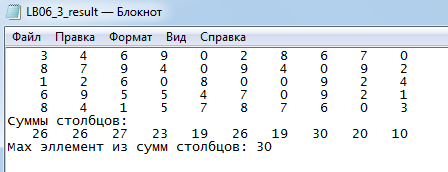 LB06_3_result — Блокнот
Файл Правка Формат Вид Справка
3 4 6 9 0 2 8 6 7 0
8 7 9 4 0 9 4 0 9 2
1 2 6 0 8 0 0 9 2 4
6 9 5 5 4 7 0 9 2 1
8 4 1 5 7 8 7 6 0 3
Суммы столбцов:
26 26 27 23 19 26 19 30 20 10
Мах эллемент из сумм столбцов: 30